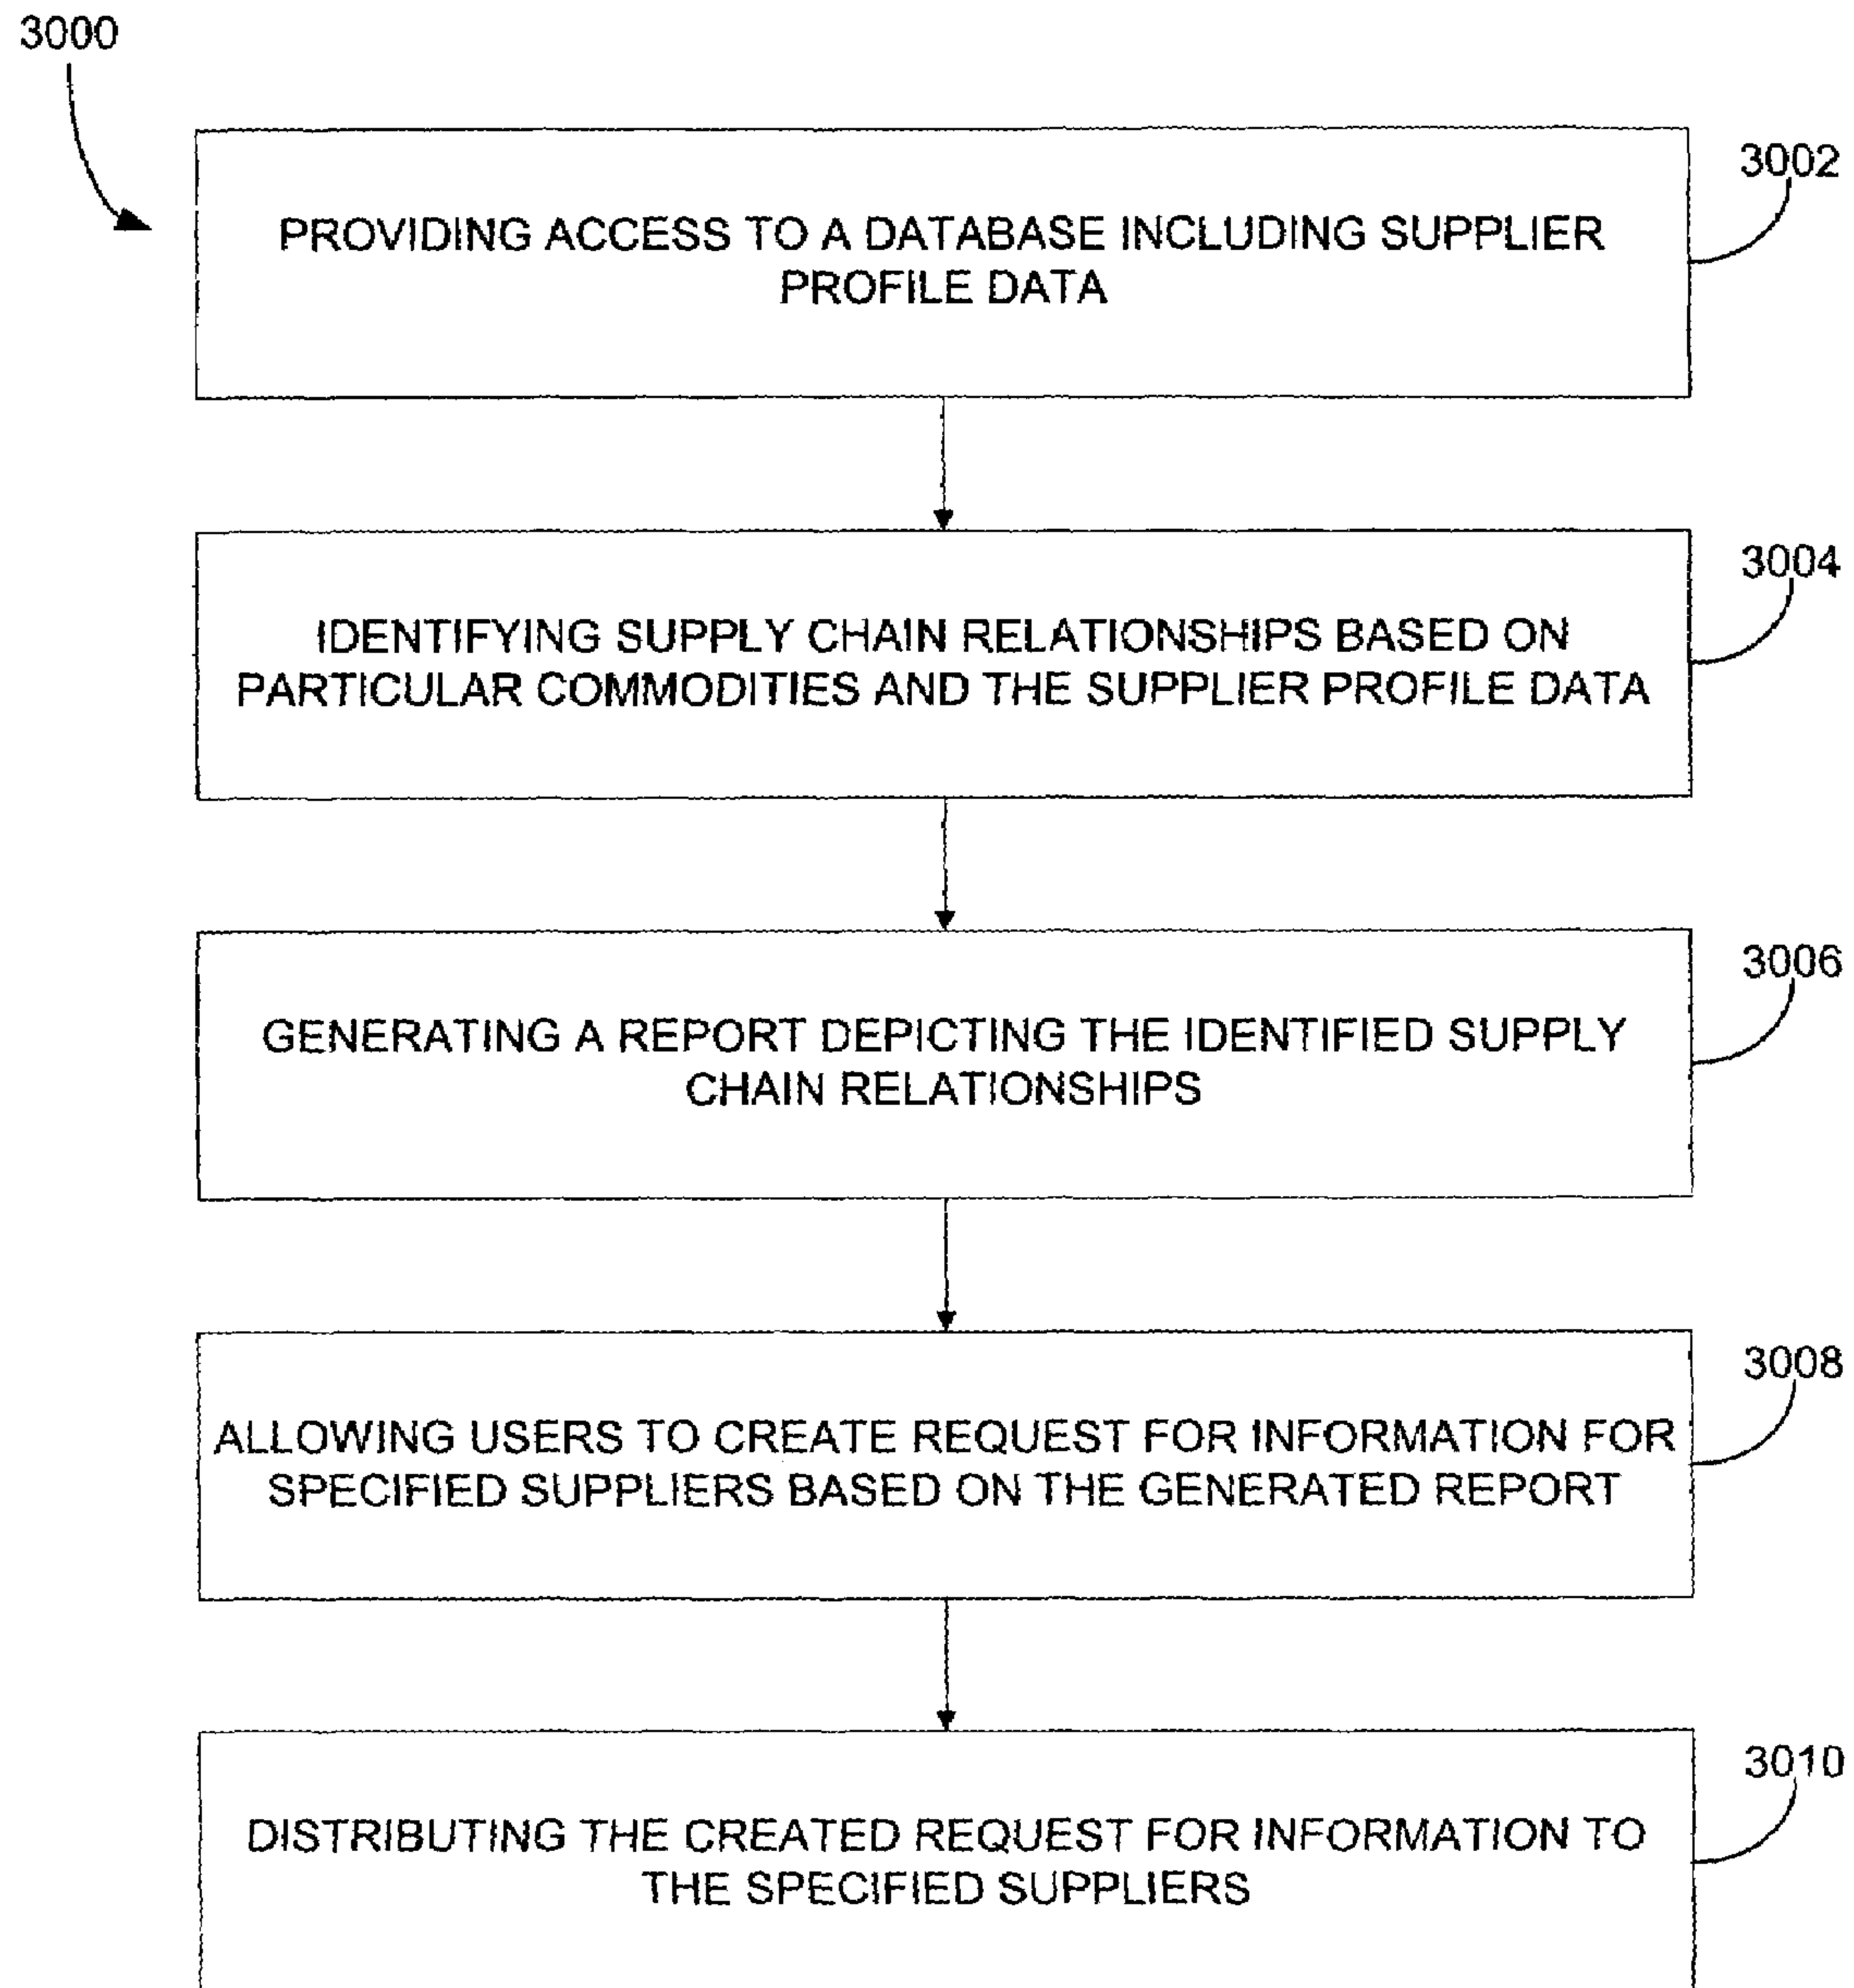 3000
3002
PROVIDING ACCESS TO A DATABASE INCLUDING SUPPLIER
PROFILE DATA
3004
IDENTIFYING SUPPLY CHAIN RELATIONSHIPS BASED ON
PARTICULAR COMMODITIES AND THE SUPPLIER PROFILE DATA
3006
GENERATING A REPORT DEPICTING THE IDENTIFIED SUPPLY
CHAIN RELATIONSHIPS
3008
ALLOWING USERS TO CREATE REQUEST FOR INFORMATION FOR
SPECIFIED SUPPLIERS BASED ON THE GENERATED REPORT
3010
DISTRIBUTING THE CREATED REQUEST FOR INFORMATION TO
THE SPECIFIED SUPPLIERS